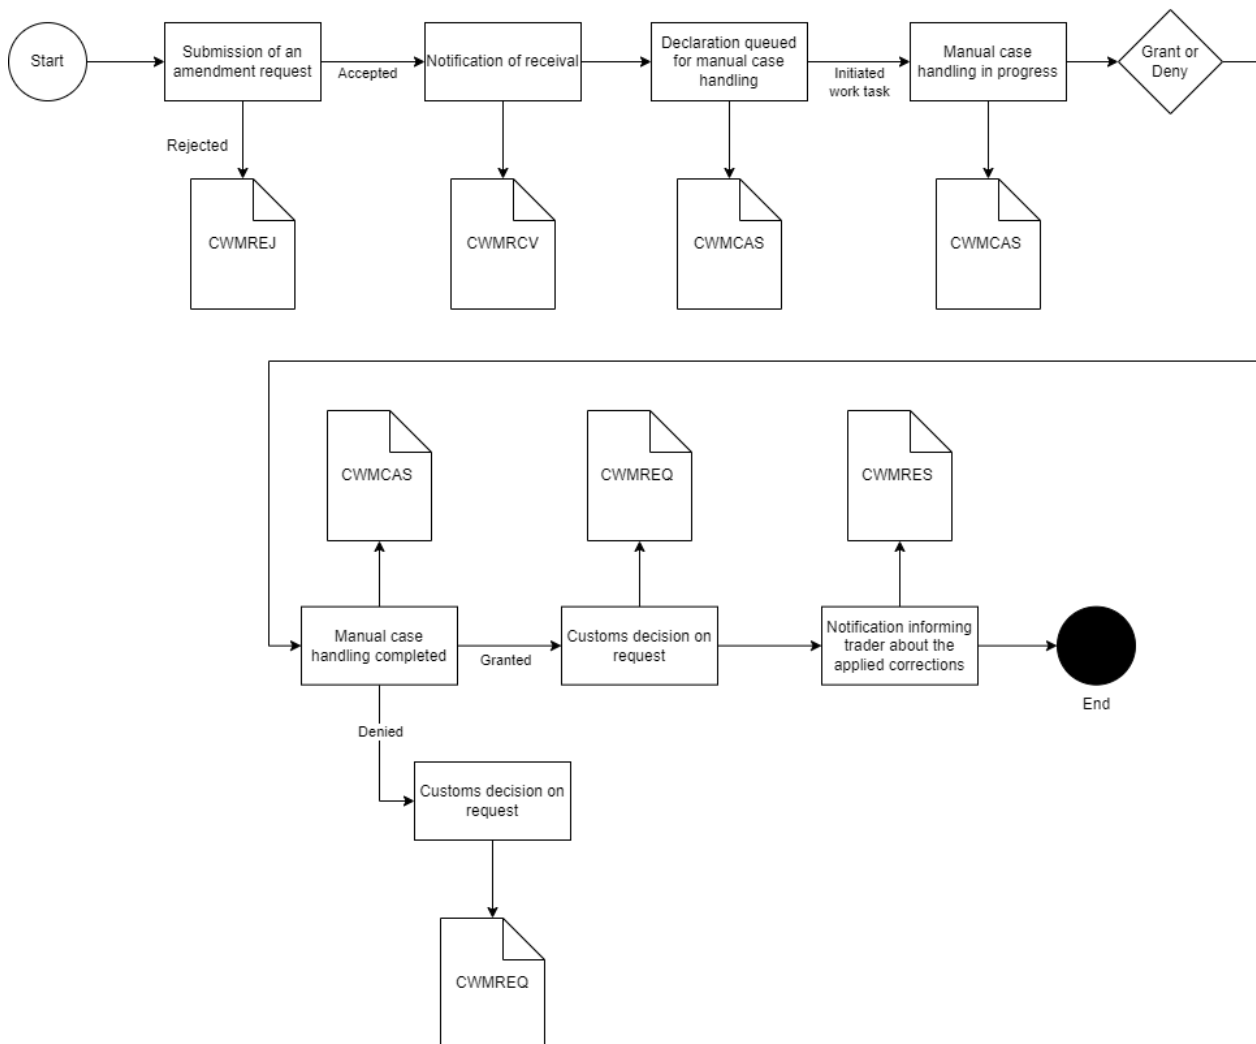 Start
Submission of an
amendment request
Accepted
Notification of receival
Declaration queued
for manual case
handling
Initiated
work task
Manual case
handling in progress
Grant or
Deny
Rejected
CWMREJ
CWMRCV
CWMCAS
CWMCAS
CWMCAS
CWMREQ
CWMRES
Manual case
handling completed
Granted
Customs decision on
request
Notification informing
trader about the
applied corrections
End
Denied
Customs decision on
request
CWMREQ